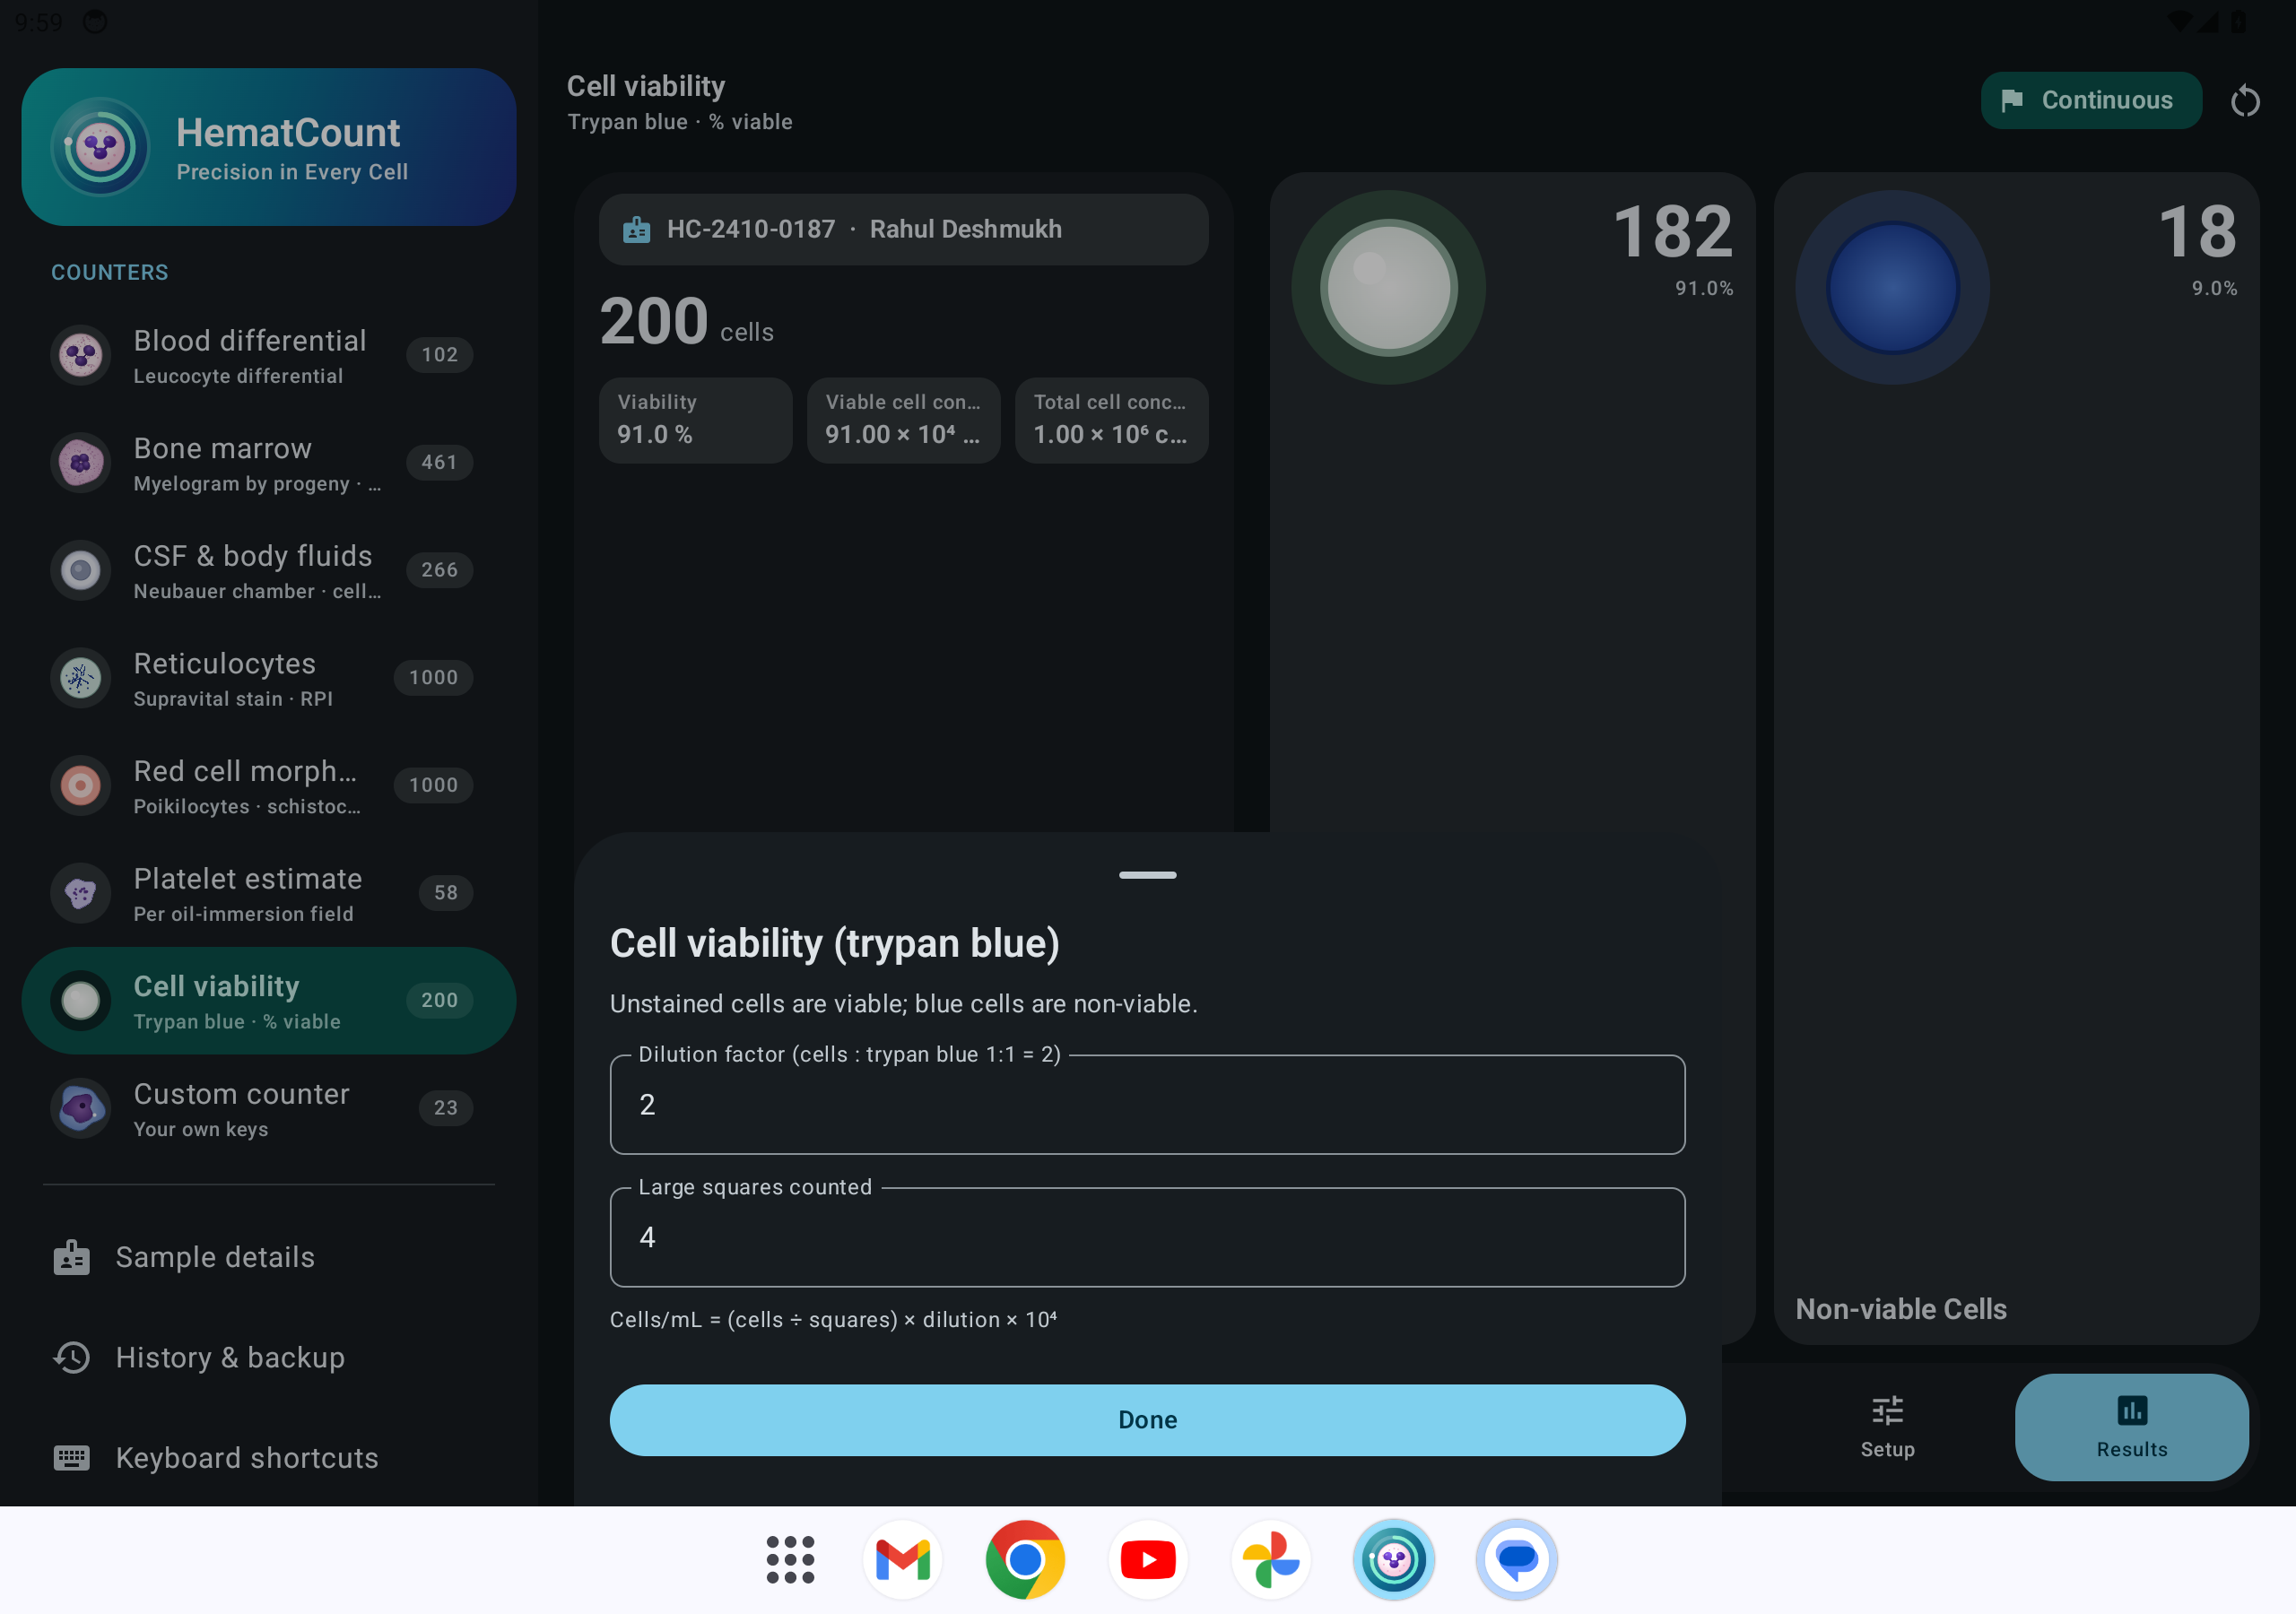 9:59
HematCount
Precision in Every Cell
COUNTERS
Blood differential
Leucocyte differential
102
Bone marrow
Myelogram by progeny · …
461
CSF & body fluids
Neubauer chamber · cell…
266
Reticulocytes
Supravital stain · RPI
1000
Red cell morph…
Poikilocytes · schistoc…
1000
Platelet estimate
Per oil-immersion field
58
Cell viability
Trypan blue · % viable
200
Custom counter
Your own keys
23
Sample details
History & backup
Keyboard shortcuts
Cell viability
Trypan blue · % viable
Continuous
HC-2410-0187 · Rahul Deshmukh
200 cells
Viability
91.0 %
Viable cell con…
91.00 × 10⁴ …
Total cell conc…
1.00 × 10⁶ c…
182
91.0%
18
9.0%
Non-viable Cells
Cell viability (trypan blue)
Unstained cells are viable; blue cells are non-viable.
Dilution factor (cells : trypan blue 1:1 = 2)
2
Large squares counted
4
Cells/mL = (cells ÷ squares) × dilution × 10⁴
Done
Setup
Results